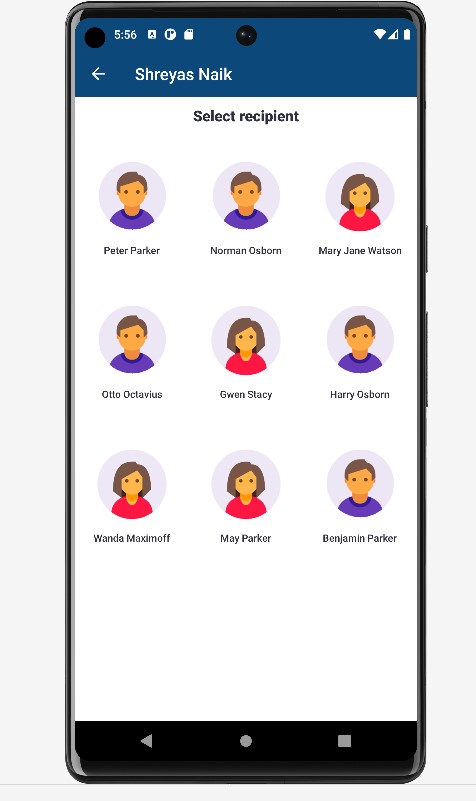 5:56
Shreyas Naik
Select recipient
Peter Parker Norman Osborn Mary Jane Watson
Otto Octavius Gwen Stacy Harry Osborn
Wanda Maximoff May Parker Benjamin Parker